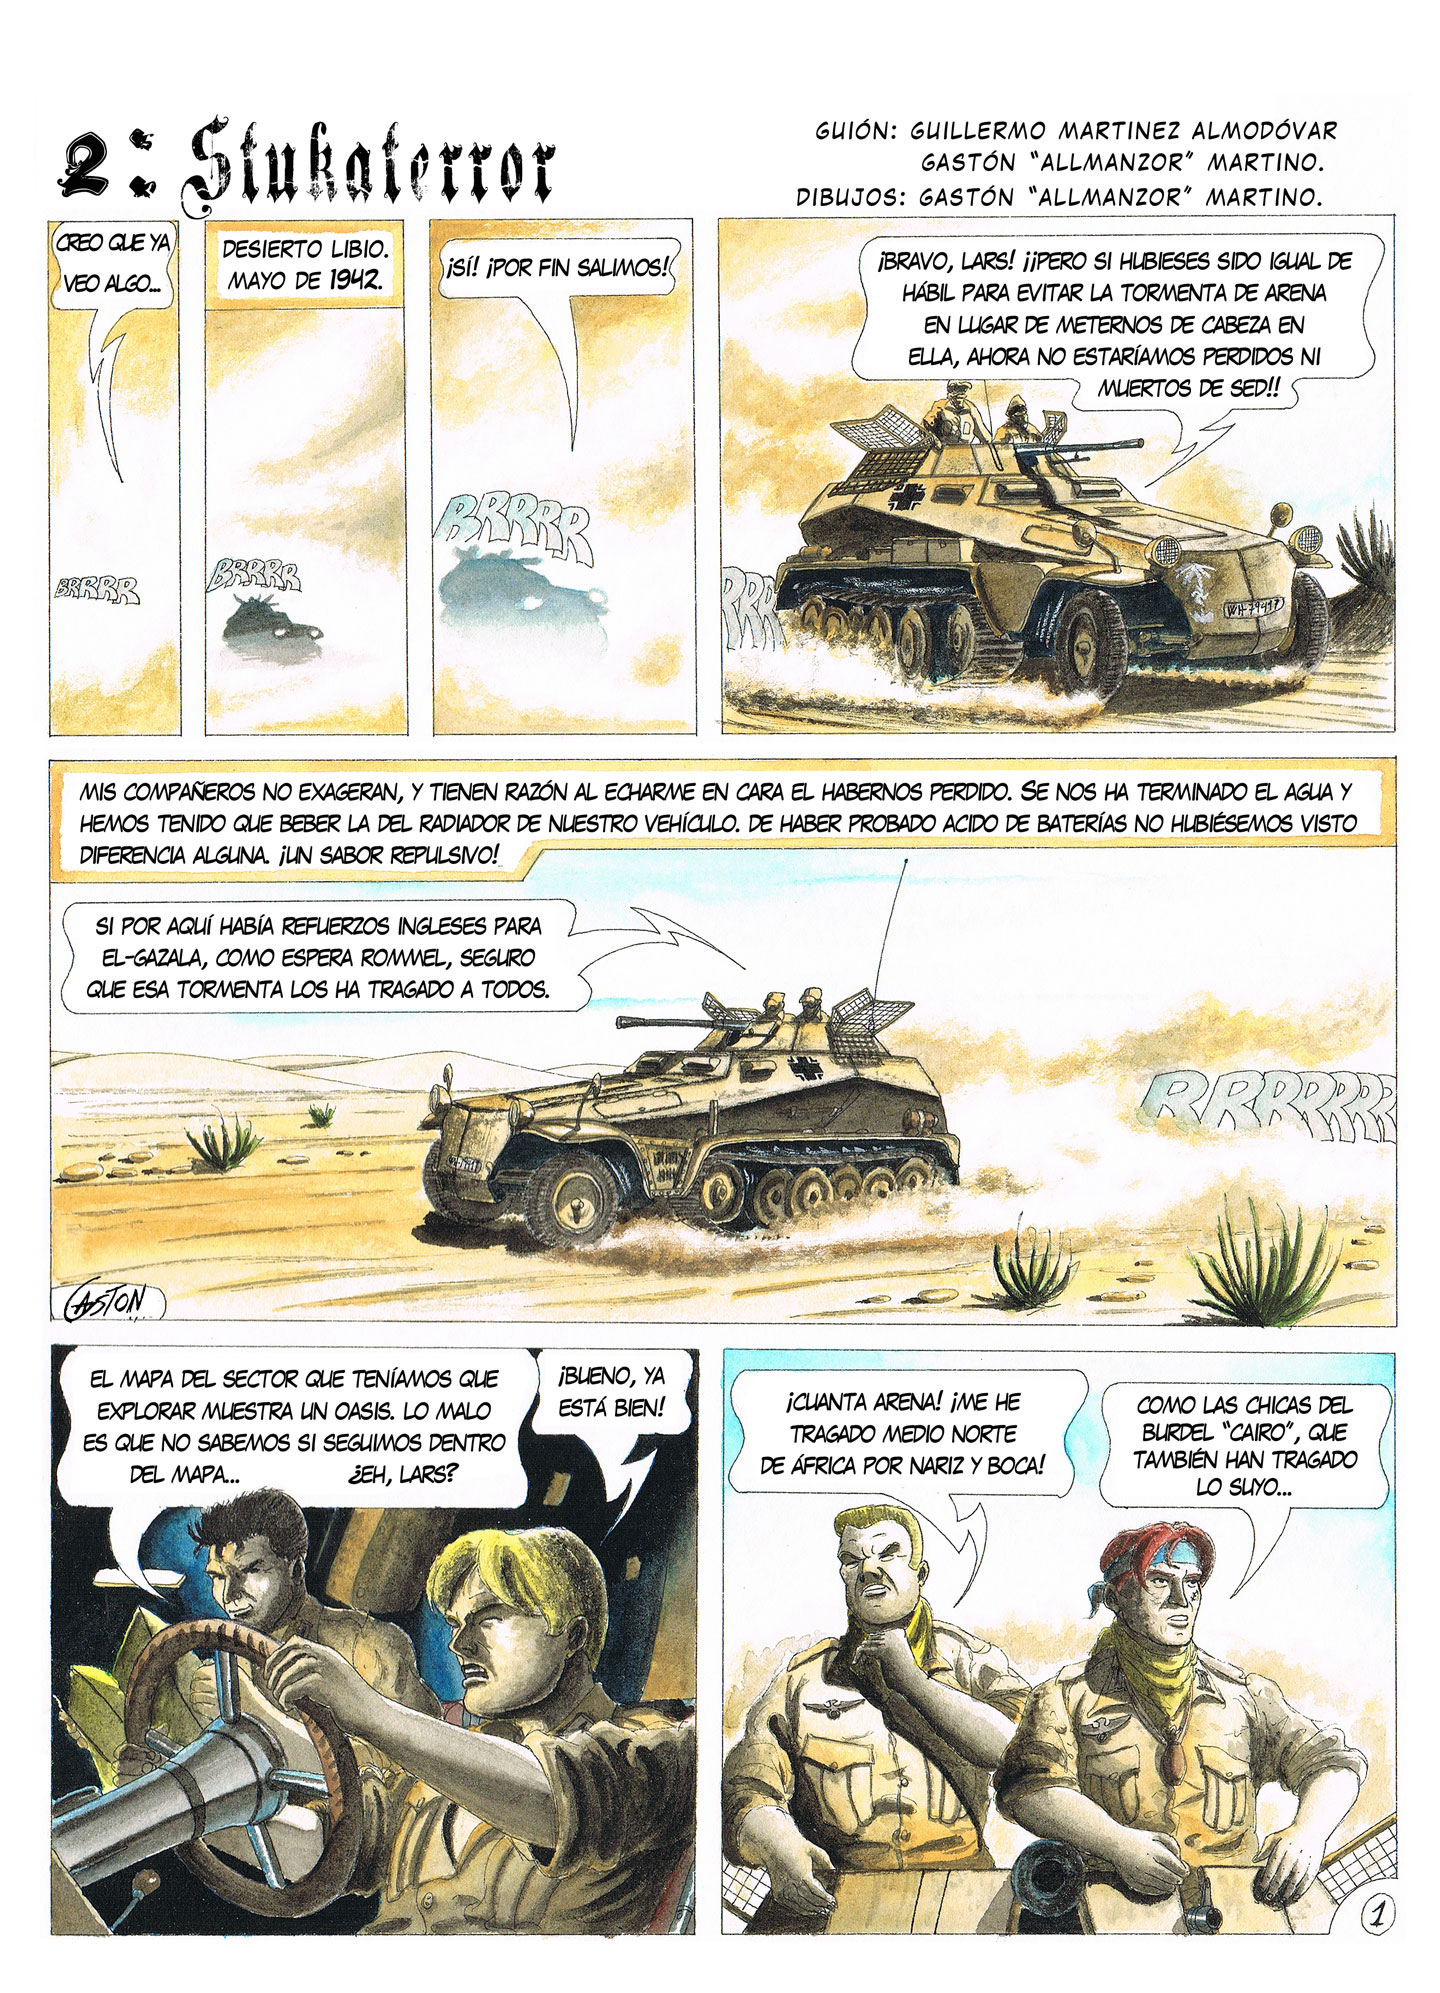 2: Stukaterror
GUIÓN: GUILLERMO MARTINEZ ALMODÓVAR
GASTÓN "ALLMANZOR" MARTINO.
DIBUJOS: GASTÓN "ALLMANZOR" MARTINO.
CREO QUE YA
VEO ALGO...
BRRRRR
DESIERTO LIBIO.
MAYO DE 1942.
BRRRRR
¡SÍ! ¡POR FIN SALIMOS!
BRRRRR
¡BRAVO, LARS! ¡¡PERO SI HUBIESES SIDO IGUAL DE
HÁBIL PARA EVITAR LA TORMENTA DE ARENA
EN LUGAR DE METERNOS DE CABEZA EN
ELLA, AHORA NO ESTARÍAMOS PERDIDOS NI
MUERTOS DE SED!!
RRRR
WH-79417
MIS COMPAÑEROS NO EXAGERAN, Y TIENEN RAZÓN AL ECHARME EN CARA EL HABERNOS PERDIDO. SE NOS HA TERMINADO EL AGUA Y
HEMOS TENIDO QUE BEBER LA DEL RADIADOR DE NUESTRO VEHÍCULO. DE HABER PROBADO ACIDO DE BATERÍAS NO HUBIÉSEMOS VISTO
DIFERENCIA ALGUNA. ¡UN SABOR REPULSIVO!
SI POR AQUÍ HABÍA REFUERZOS INGLESES PARA
EL-GAZALA, COMO ESPERA ROMMEL, SEGURO
QUE ESA TORMENTA LOS HA TRAGADO A TODOS.
RRRRRRRR
GASTON
EL MAPA DEL SECTOR QUE TENÍAMOS QUE
EXPLORAR MUESTRA UN OASIS. LO MALO
ES QUE NO SABEMOS SI SEGUIMOS DENTRO
DEL MAPA... ¿EH, LARS?
¡BUENO, YA
ESTÁ BIEN!
¡CUANTA ARENA! ¡ME HE
TRAGADO MEDIO NORTE
DE ÁFRICA POR NARIZ Y BOCA!
COMO LAS CHICAS DEL
BURDEL "CAIRO", QUE
TAMBIÉN HAN TRAGADO
LO SUYO...
1